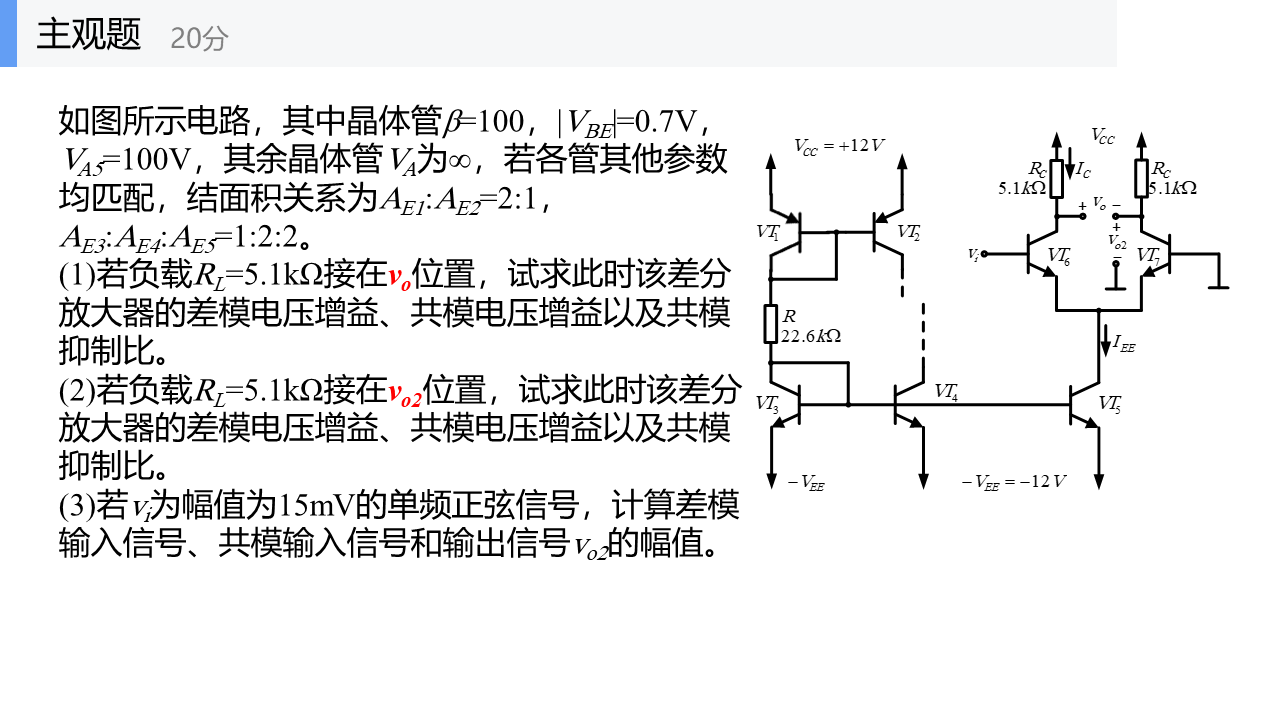 主观题 20分
如图所示电路，其中晶体管β=100，|VBE|=0.7V，
VA5=100V，其余晶体管VA为∞，若各管其他参数
均匹配，结面积关系为AE1:AE2=2:1，
AE3:AE4:AE5=1:2:2。
(1)若负载RL=5.1kΩ接在vo位置，试求此时该差分
放大器的差模电压增益、共模电压增益以及共模
抑制比。
(2)若负载RL=5.1kΩ接在vo2位置，试求此时该差分
放大器的差模电压增益、共模电压增益以及共模
抑制比。
(3)若vi为幅值为15mV的单频正弦信号，计算差模
输入信号、共模输入信号和输出信号vo2的幅值。
VCC = +12V
VT1
VT2
R
22.6kΩ
VT3
VT4
−VEE
VCC
RC
5.1kΩ
IC
RC
5.1kΩ
+ Vo −
+
Vo2
−
Vi
VT6
VT7
IEE
VT5
−VEE = −12V